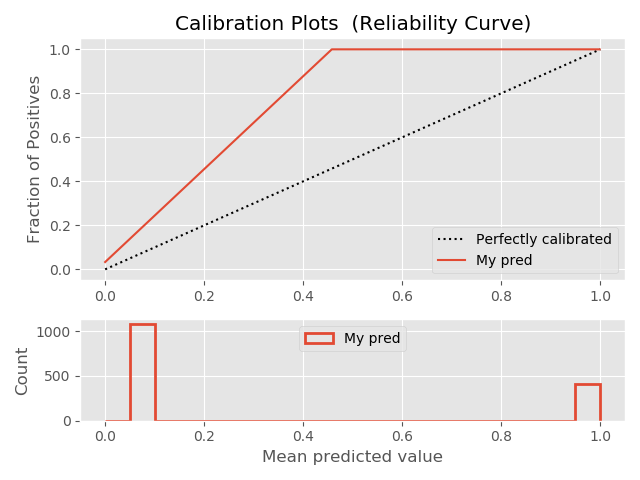 Calibration Plots  (Reliability Curve)
1.0
0.8
0.6
0.4
0.2
0.0
Fraction of Positives
Perfectly calibrated
My pred
0.0 0.2 0.4 0.6 0.8 1.0
1000
500
0
Count
My pred
0.0 0.2 0.4 0.6 0.8 1.0
Mean predicted value